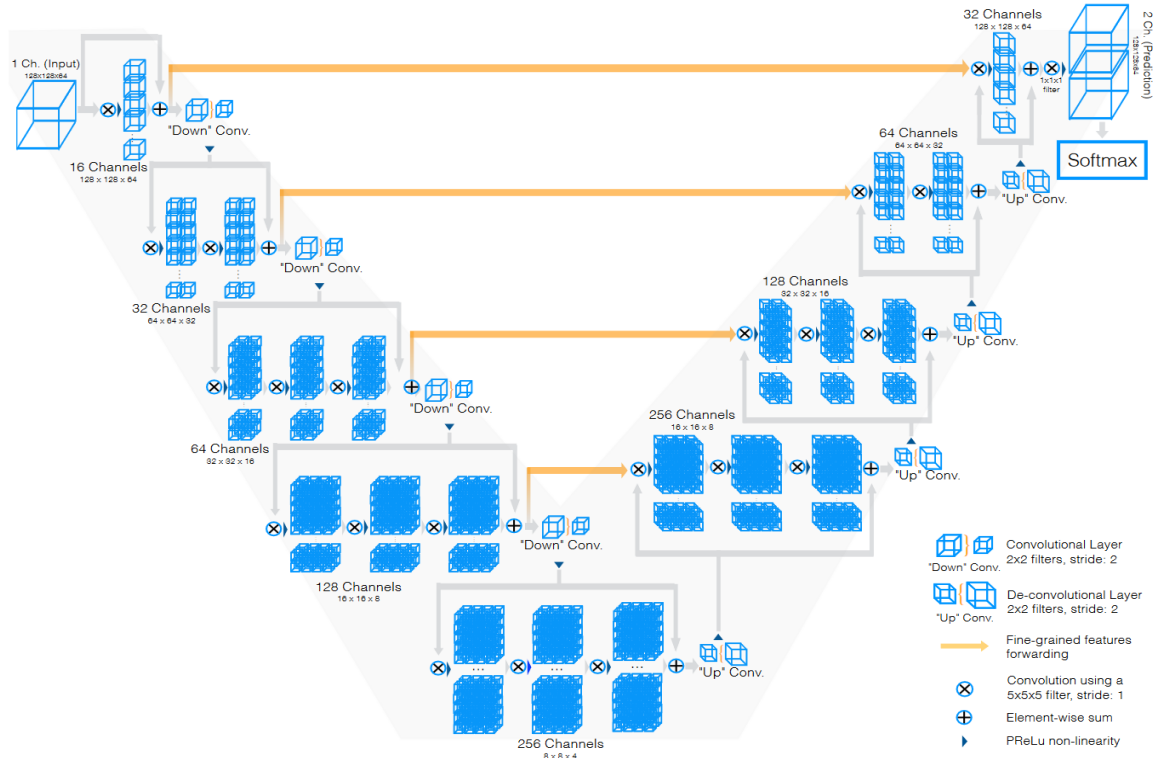 1 Ch. (Input)
128x128x64
"Down" Conv.
16 Channels
128 x 128 x 64
"Down" Conv.
32 Channels
64 x 64 x 32
"Down" Conv.
64 Channels
32 x 32 x 16
"Down" Conv.
128 Channels
16 x 16 x 8
...
...
...
256 Channels
8 x 8 x 4
"Up" Conv.
256 Channels
16 x 16 x 8
"Up" Conv.
128 Channels
32 x 32 x 16
"Up" Conv.
64 Channels
64 x 64 x 32
"Up" Conv.
32 Channels
128 x 128 x 64
1x1x1
filter
2 Ch. (Prediction)
128x128x64
Softmax
"Down" Conv.
Convolutional Layer
2x2 filters, stride: 2
"Up" Conv.
De-convolutional Layer
2x2 filters, stride: 2
Fine-grained features
forwarding
Convolution using a
5x5x5 filter, stride: 1
Element-wise sum
PReLu non-linearity